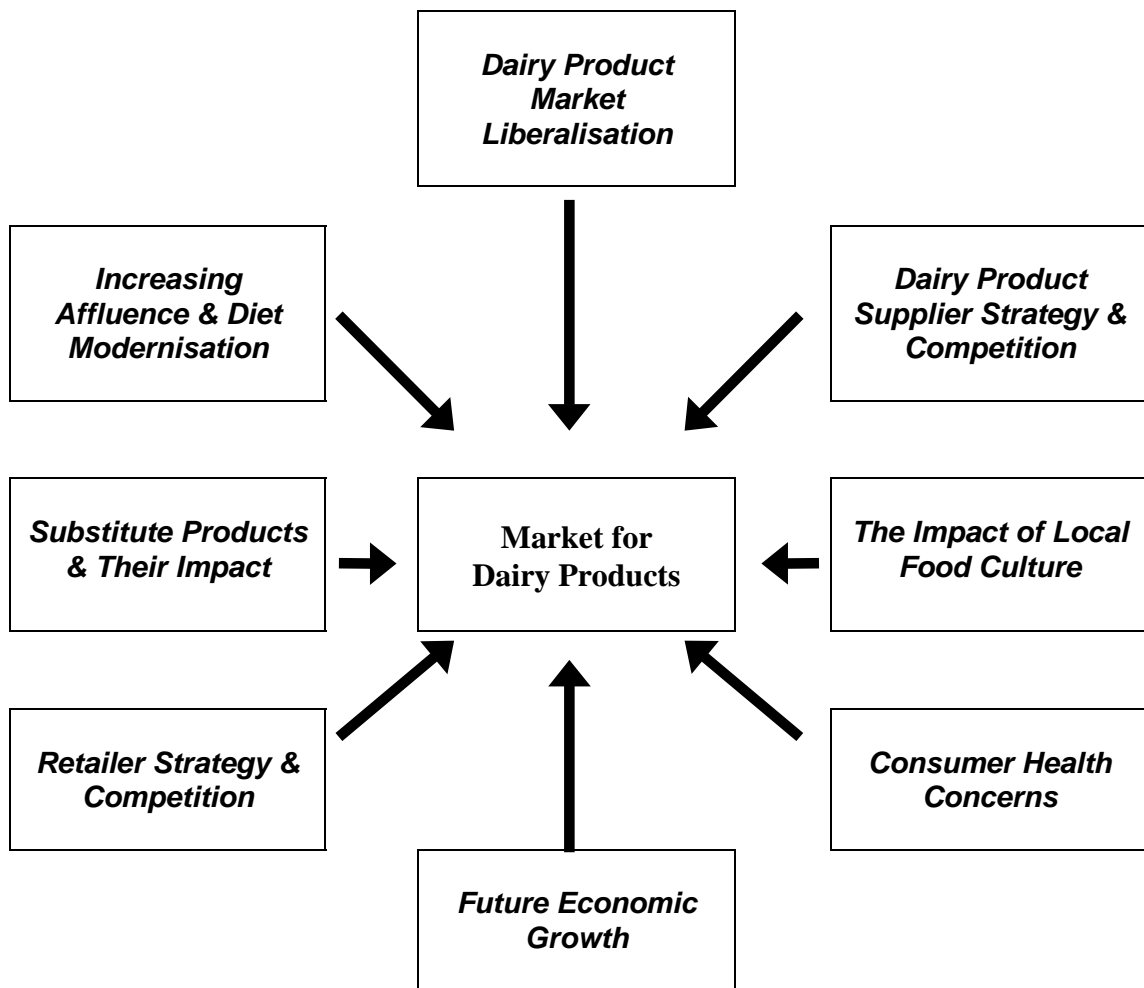 Dairy Product
Market
Liberalisation
Increasing
Affluence & Diet
Modernisation
Dairy Product
Supplier Strategy &
Competition
Substitute Products
& Their Impact
Market for
Dairy Products
The Impact of Local
Food Culture
Retailer Strategy &
Competition
Consumer Health
Concerns
Future Economic
Growth